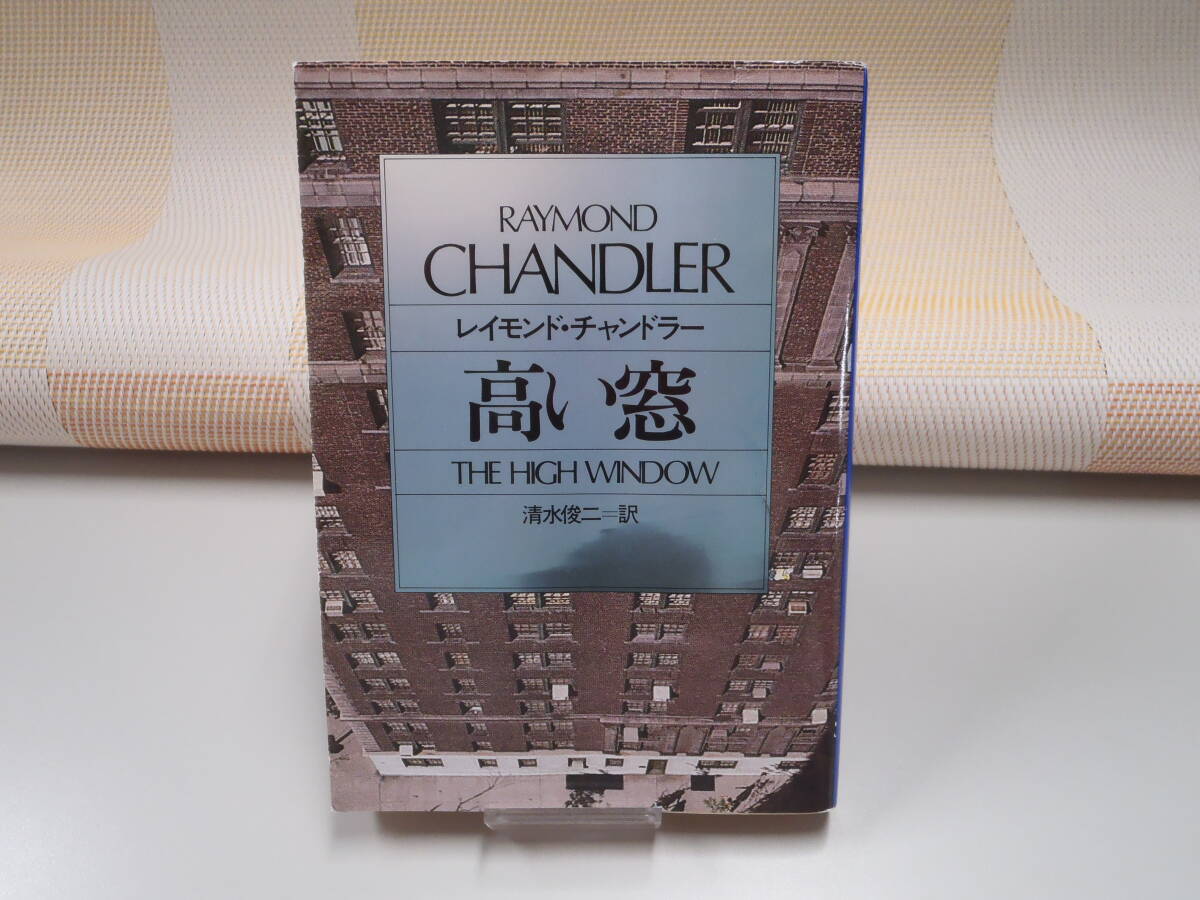 RAYMOND
CHANDLER
レイモンド・チャンドラー
高い窓
THE HIGH WINDOW
清水俊二=訳